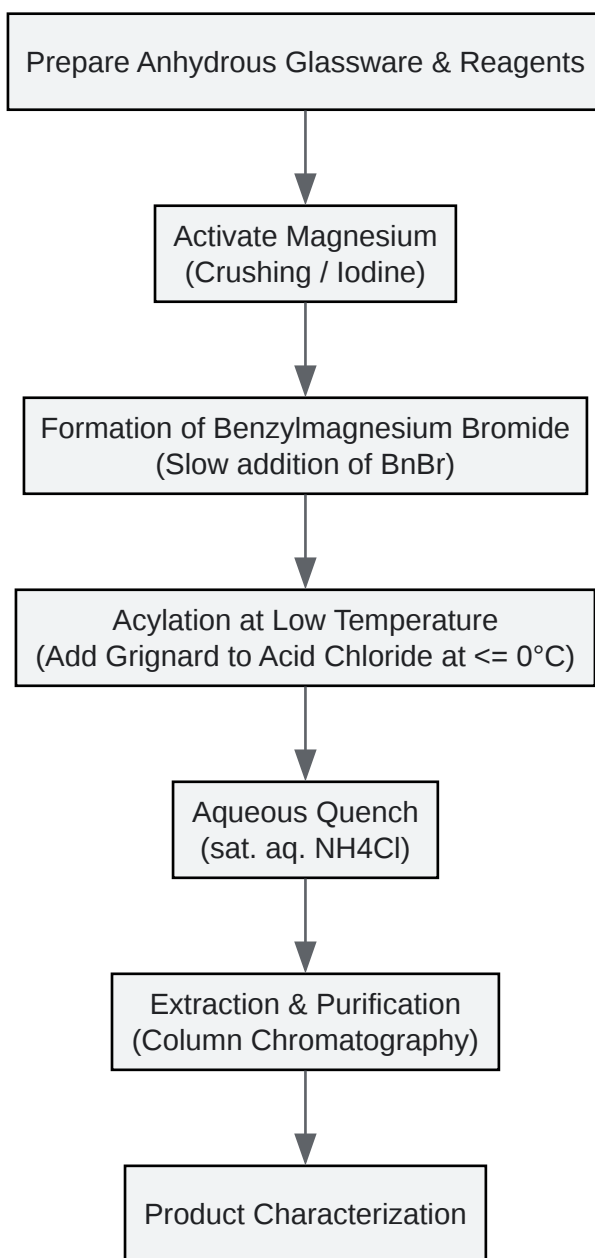 Prepare Anhydrous Glassware & Reagents
Activate Magnesium
(Crushing / Iodine)
Formation of Benzylmagnesium Bromide
(Slow addition of BnBr)
Acylation at Low Temperature
(Add Grignard to Acid Chloride at <= 0°C)
Aqueous Quench
(sat. aq. NH4Cl)
Extraction & Purification
(Column Chromatography)
Product Characterization